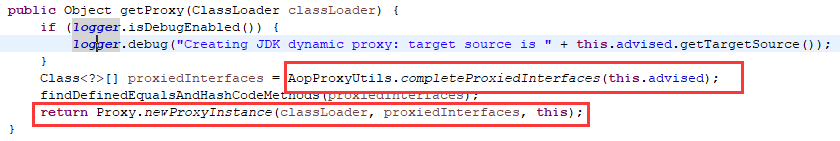 public Object getProxy(ClassLoader classLoader) {
if (logger.isDebugEnabled()) {
logger.debug("Creating JDK dynamic proxy: target source is " + this.advised.getTargetSource());
}
Class<?>[] proxiedInterfaces = AopProxyUtils.completeProxiedInterfaces(this.advised);
findDefinedEqualsAndHashCodeMethods(proxiedInterfaces);
return Proxy.newProxyInstance(classLoader, proxiedInterfaces, this);
}